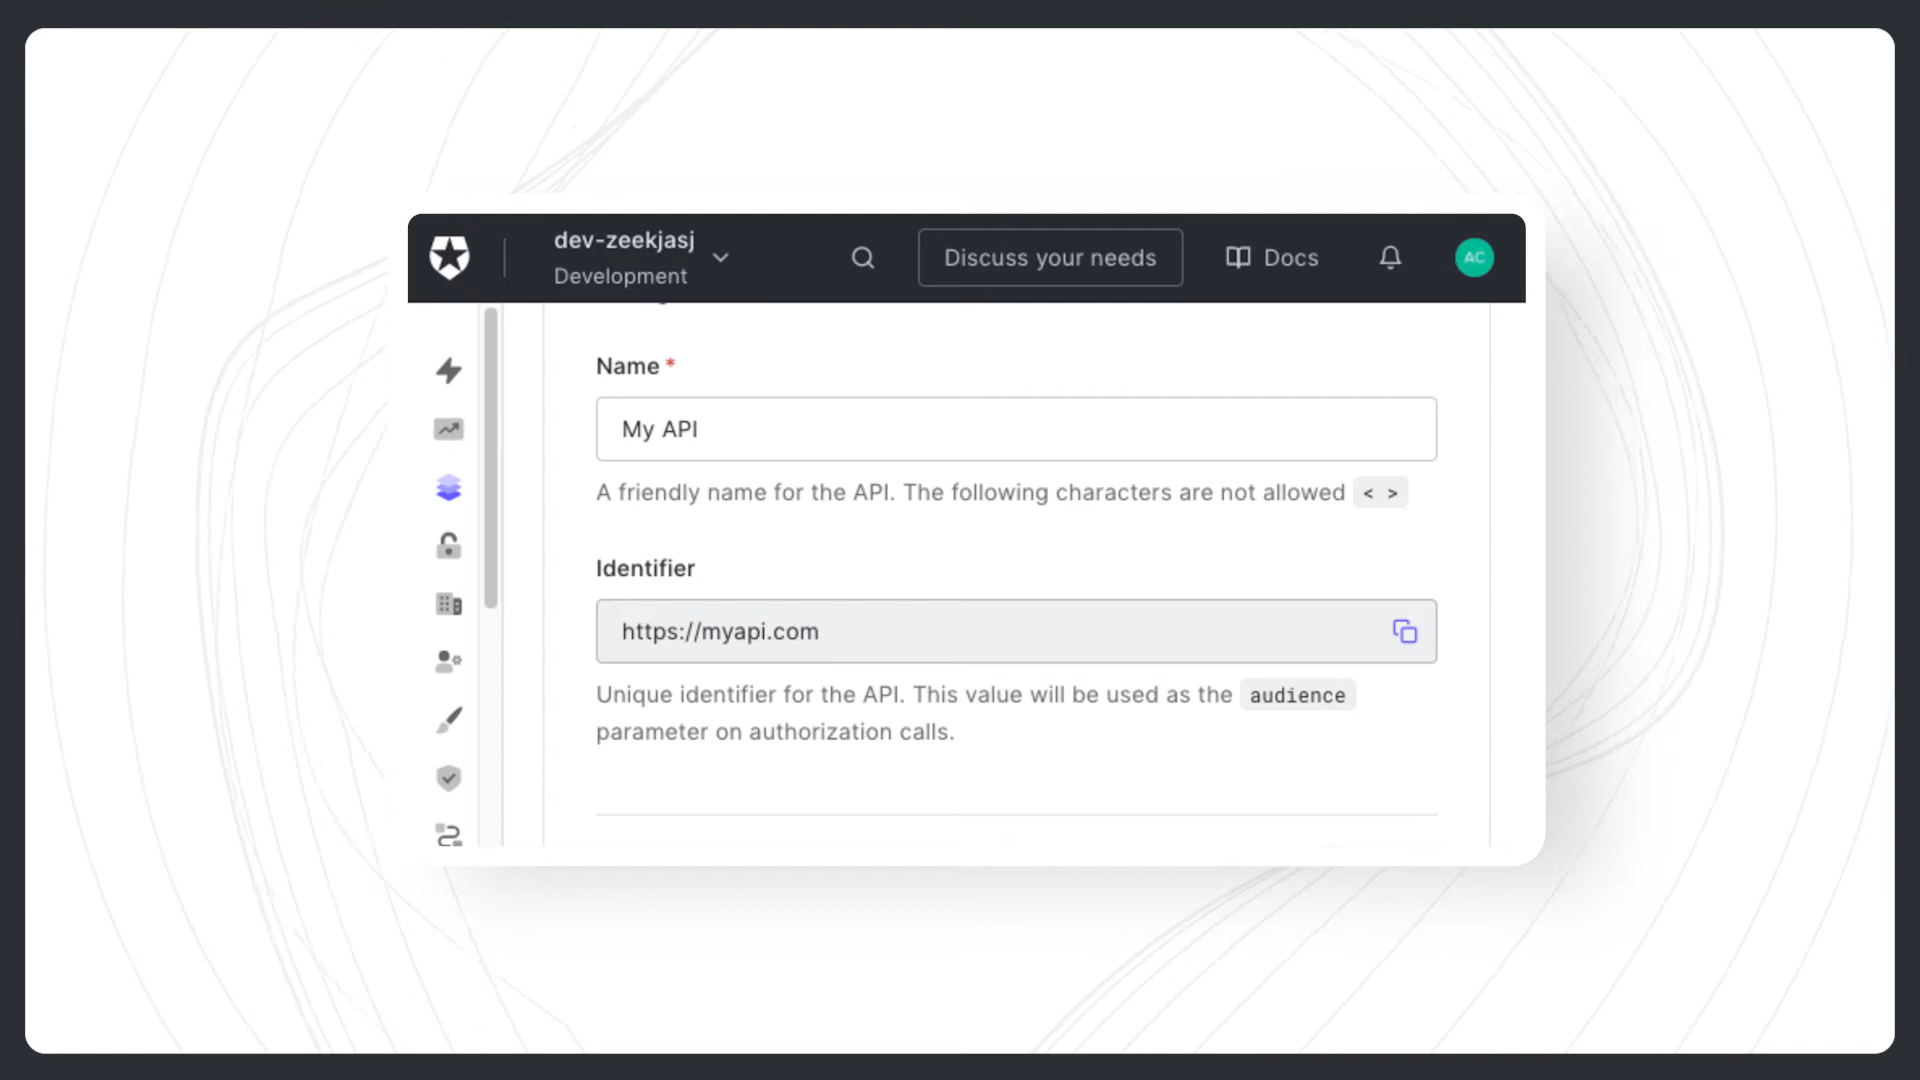 dev-zeekjasj
Development
Discuss your needs
Docs
AC
Name *
My API
A friendly name for the API. The following characters are not allowed < >
Identifier
https://myapi.com
Unique identifier for the API. This value will be used as the audience
parameter on authorization calls.